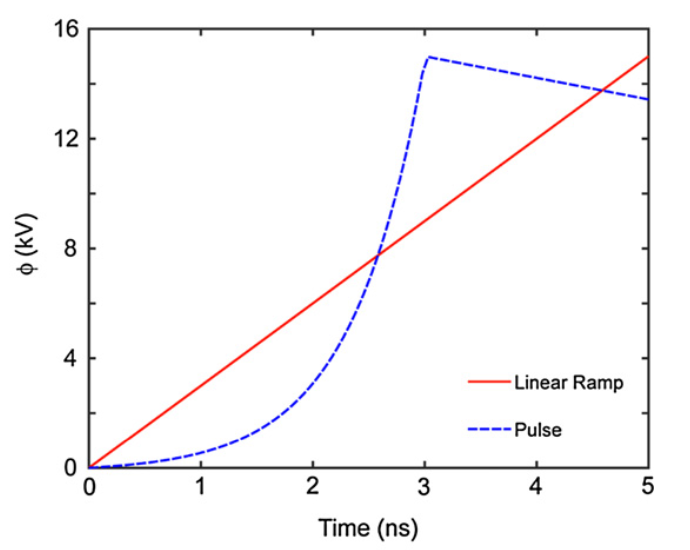 16
12
8
4
0
ϕ (kV)
Linear Ramp
Pulse
0 1 2 3 4 5
Time (ns)